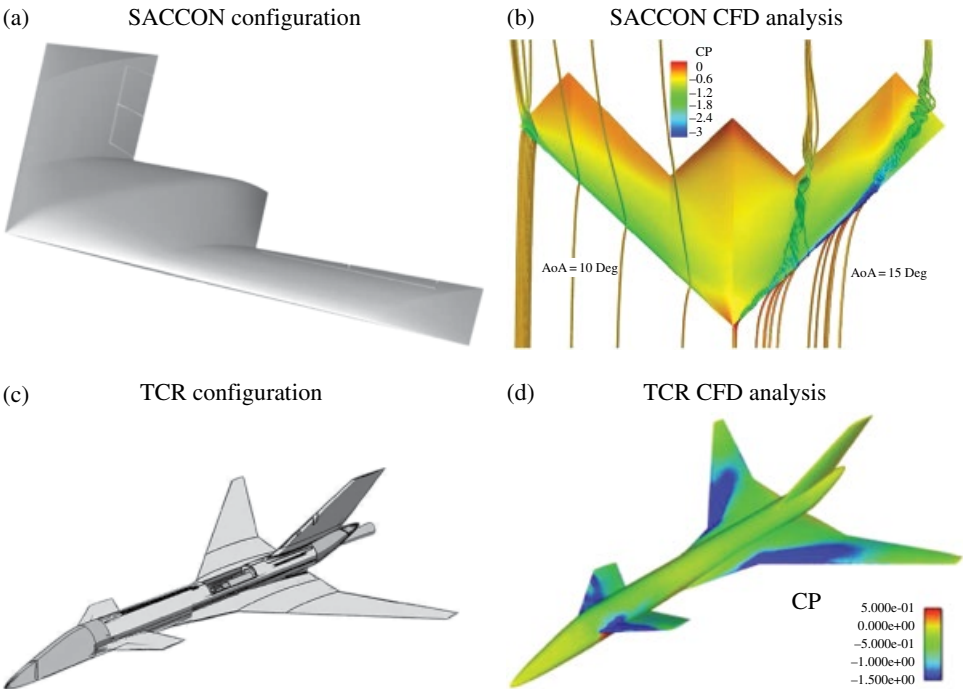 (a) SACCON configuration
(b) SACCON CFD analysis
CP
0
−0.6
−1.2
−1.8
−2.4
−3
AoA = 10 Deg
AoA = 15 Deg
(c) TCR configuration
(d) TCR CFD analysis
CP
5.000e-01
0.000e+00
−5.000e-01
−1.000e+00
−1.500e+00